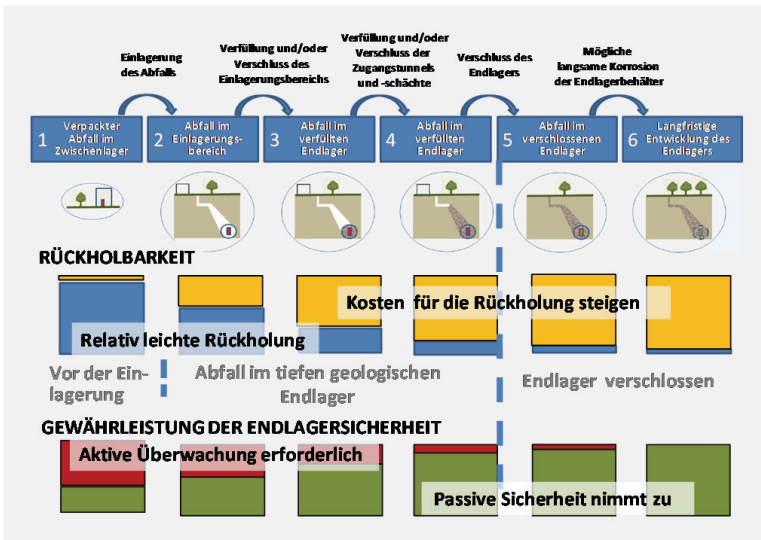 Einlagerung
des Abfalls
Verfüllung und/oder
Verschluss des
Einlagerungsbereichs
Verfüllung und/oder
Verschluss der
Zugangstunnels
und -schächte
Verschluss des
Endlagers
Mögliche
langsame Korrosion
der Endlagerbehälter
1 Verpackter
Abfall im
Zwischenlager
2 Abfall im
Einlagerungs-
bereich
3 Abfall im
verfüllten
Endlager
4 Abfall im
verfüllten
Endlager
5 Abfall im
verschlossenen
Endlager
6 Langfristige
Entwicklung des
Endlagers
RÜCKHOLBARKEIT
Kosten für die Rückholung steigen
Relativ leichte Rückholung
Vor der Ein-
lagerung
Abfall im tiefen geologischen
Endlager
Endlager verschlossen
GEWÄHRLEISTUNG DER ENDLAGERSICHERHEIT
Aktive Überwachung erforderlich
Passive Sicherheit nimmt zu